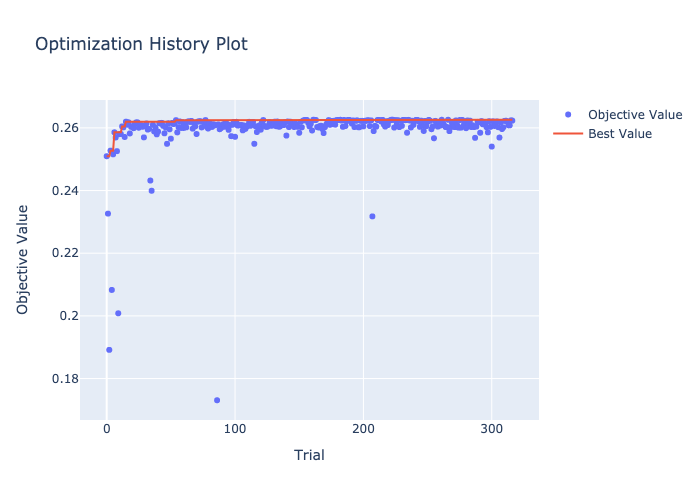 Optimization History Plot
Objective Value
Best Value
0.26
0.24
0.22
0.2
0.18
Objective Value
0
100
200
300
Trial